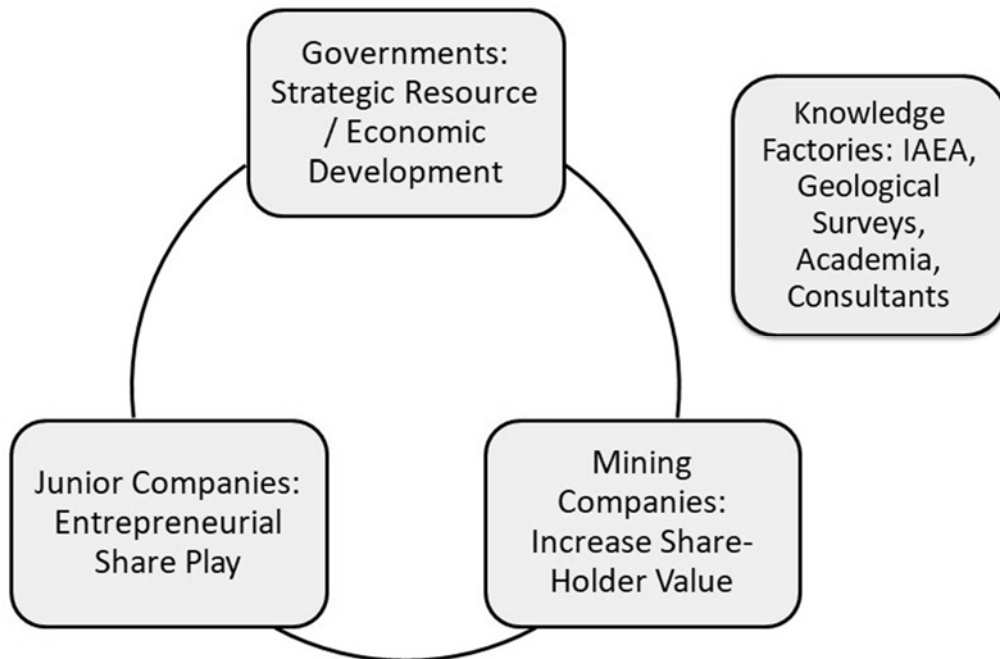 Governments:
Strategic Resource
/ Economic
Development
Knowledge
Factories: IAEA,
Geological
Surveys,
Academia,
Consultants
Junior Companies:
Entrepreneurial
Share Play
Mining
Companies:
Increase Share-
Holder Value